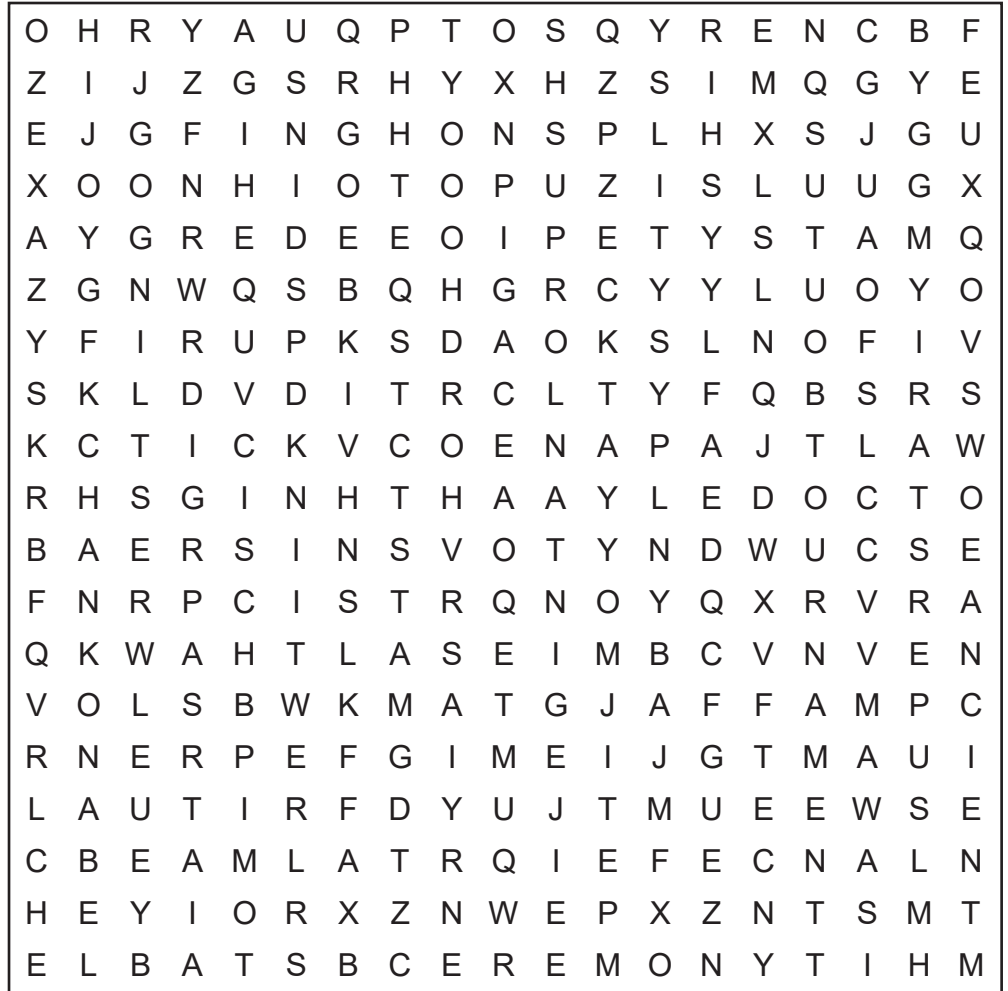 O H R Y A U Q P T O S Q Y R E N C B F
Z I J Z G S R H Y X H Z S I M Q G Y E
E J G F I N G H O N S P L H X S J G U
X O O N H I O T O P U Z I S L U U G X
A Y G R E D E E O I P E T Y S T A M Q
Z G N W Q S B Q H G R C Y Y L U O Y O
Y F I R U P K S D A O K S L N O F I V
S K L D V D I T R C L T Y F Q B S R S
K C T I C K V C O E N A P A J T L A W
R H S G I N H T H A A Y L E D O C T O
B A E R S I N S V O T Y N D W U C S E
F N R P C I S T R Q N O Y Q X R V R A
Q K W A H T L A S E I M B C V N V E N
V O L S B W K M A T G J A F F A M P C
R N E R P E F G I M E I J G T M A U I
L A U T I R F D Y U J T M U E E W S E
C B E A M L A T R Q I E F E C N A L N
H E Y I O R X Z N W E P X Z N T S M T
E L B A T S B C E R E M O N Y T I H M